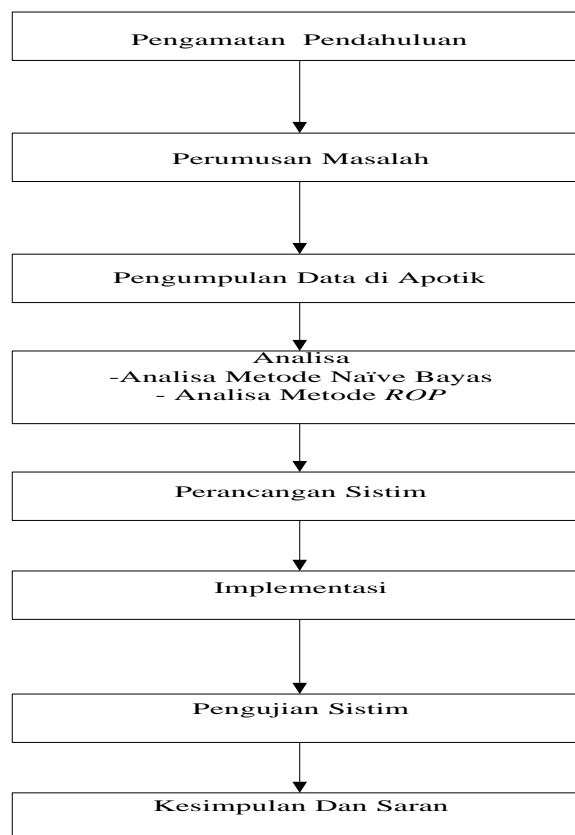 Pengamatan Pendahuluan
Perumusan Masalah
Pengumpulan Data di Apotik
Analisa
-Analisa Metode Naïve Bayas
- Analisa Metode ROP
Perancangan Sistim
Implementasi
Pengujian Sistim
Kesimpulan Dan Saran